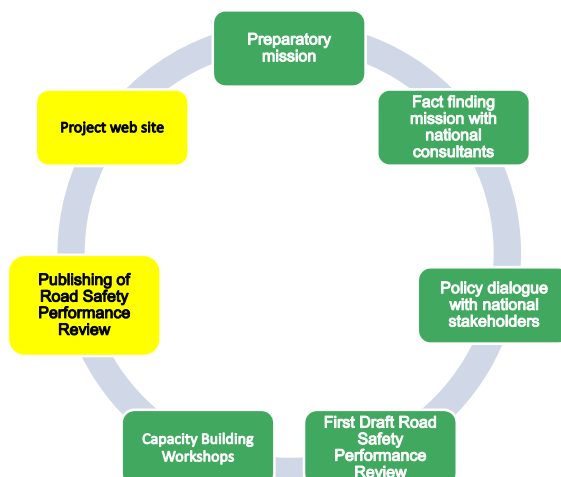 Preparatory
mission
Fact finding
mission with
national
consultants
Policy dialogue
with national
stakeholders
First Draft Road
Safety
Performance
Review
Capacity Building
Workshops
Publishing of
Road Safety
Performance
Review
Project web site